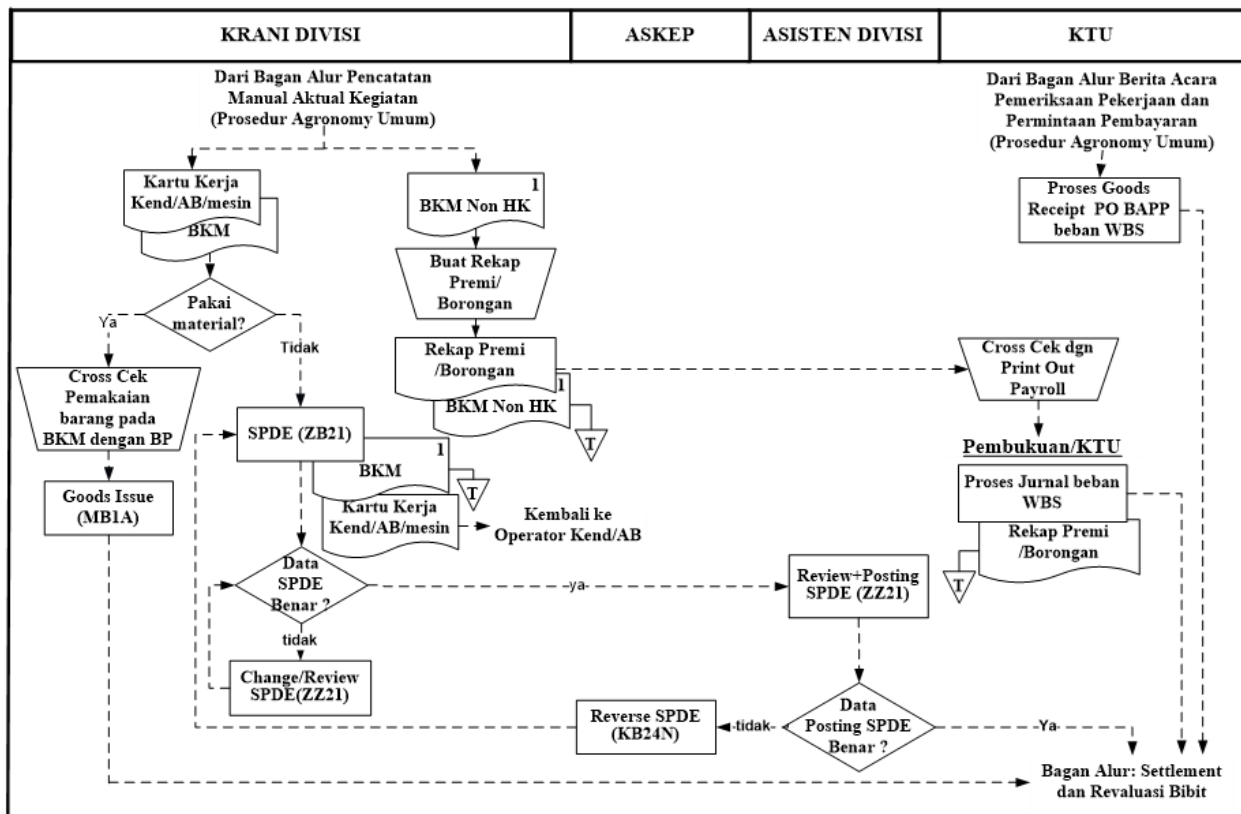 KRANI DIVISI
ASKEP
ASISTEN DIVISI
KTU
Dari Bagan Alur Pencatatan
Manual Aktual Kegiatan
(Prosedur Agronomy Umum)
Dari Bagan Alur Berita Acara
Pemeriksaan Pekerjaan dan
Permintaan Pembayaran
(Prosedur Agronomy Umum)
Kartu Kerja
Kend/AB/mesin
BKM
1
BKM Non HK
Proses Goods
Receipt PO BAPP
beban WBS
Buat Rekap
Premi/
Borongan
Pakai
material?
Ya
Tidak
Rekap Premi
/Borongan
1
BKM Non HK
T
Cross Cek dgn
Print Out
Payroll
Cross Cek
Pemakaian
barang pada
BKM dengan BP
SPDE (ZB21)
1
BKM
T
Kartu Kerja
Kend/AB/mesin
Kembali ke
Operator Kend/AB
Goods Issue
(MB1A)
Pembukuan/KTU
Proses Jurnal beban
WBS
Rekap Premi
/Borongan
T
Data
SPDE
Benar ?
ya
tidak
Review+Posting
SPDE (ZZ21)
Change/Review
SPDE(ZZ21)
Reverse SPDE
(KB24N)
tidak
Data
Posting SPDE
Benar ?
Ya
Bagan Alur: Settlement
dan Revaluasi Bibit